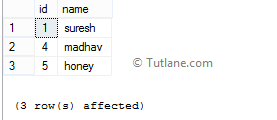 id name
1 1 suresh
2 4 madhav
3 5 honey
© Tutlane.com
(3 row(s) affected)